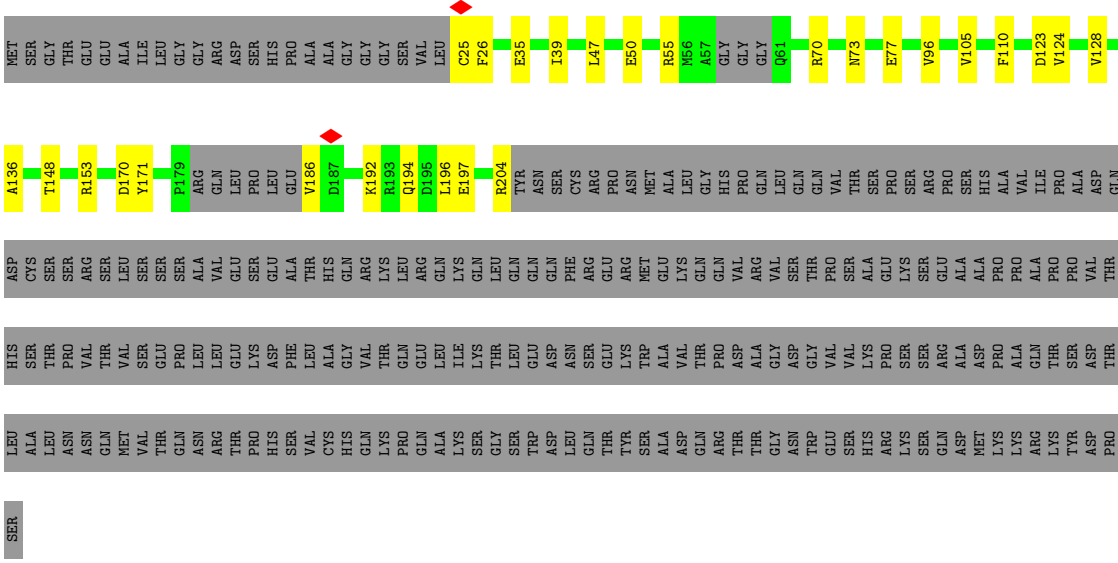 MET SER GLY THR GLU GLU ALA ILE LEU GLY GLY ARG ASP SER HIS PRO ALA ALA GLY GLY GLY SER VAL LEU C25 F26 E35 I39 L47 E50 R55 M56 A57 GLY GLY GLY Q61 R70 N73 E77 V96 V105 F110 D123 V124 V128
A136 T148 R153 D170 Y171 P179 ARG GLN LEU PRO LEU GLU V186 D187 K192 R193 Q194 D195 L196 E197 R204 TYR ASN SER CYS ARG PRO ASN MET ALA LEU GLY HIS PRO GLN LEU GLN GLN VAL THR SER PRO SER ARG PRO SER HIS ALA VAL ILE PRO ALA ASP GLN
ASP CYS SER SER ARG SER LEU SER SER SER ALA VAL GLU SER GLU ALA THR HIS GLN ARG LYS LEU ARG GLN LYS GLN LEU GLN GLN GLN PHE ARG GLU ARG MET GLU LYS GLN GLN VAL ARG VAL SER THR PRO SER ALA GLU LYS SER GLU ALA ALA PRO PRO ALA PRO PRO VAL THR
HIS SER THR PRO VAL THR VAL SER GLU PRO LEU LEU GLU LYS ASP PHE LEU ALA GLY VAL THR GLN GLU LEU ILE LYS THR LEU GLU ASP ASN SER GLU LYS TRP ALA VAL THR PRO ASP ALA GLY ASP GLY VAL VAL LYS PRO SER SER ARG ALA ASP PRO ALA GLN THR SER ASP THR
LEU ALA LEU ASN ASN GLN MET VAL THR GLN ASN ARG THR PRO HIS SER VAL CYS HIS GLN LYS PRO GLN ALA LYS SER GLY SER TRP ASP LEU GLN THR TYR SER ALA ASP GLN ARG THR THR GLY ASN TRP GLU SER HIS ARG LYS SER GLN ASP MET LYS LYS ARG LYS TYR ASP PRO
SER